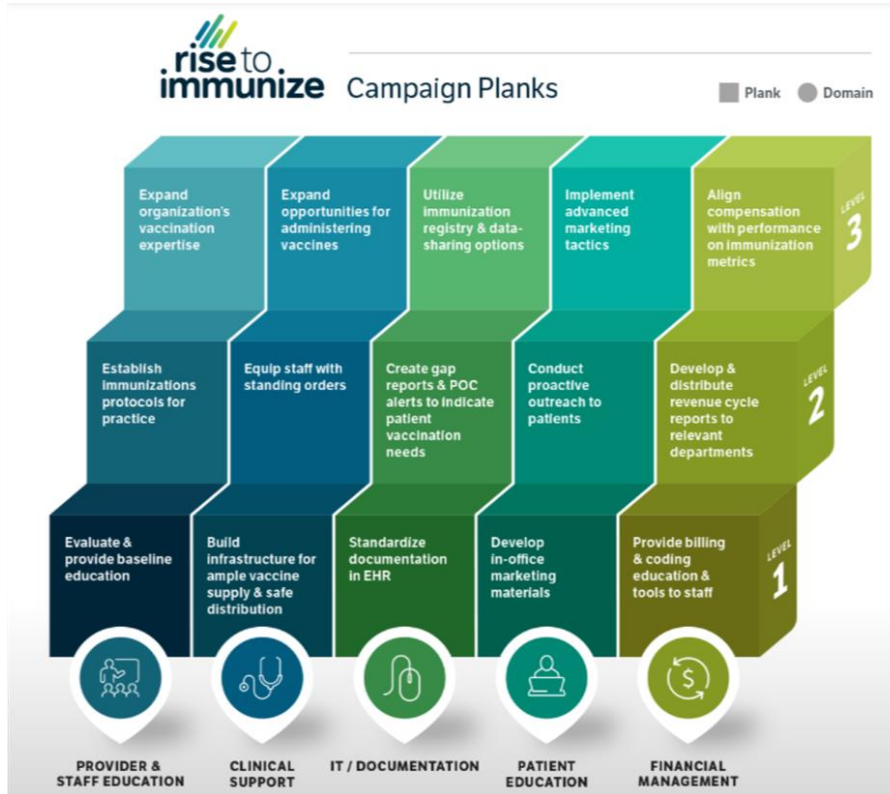 rise to
immunize
Campaign Planks
Plank
Domain
Expand
organization's
vaccination
expertise
Expand
opportunities for
administering
vaccines
Utilize
immunization
registry & data-
sharing options
Implement
advanced
marketing
tactics
Align
compensation
with performance
on immunization
metrics
LEVEL
3
Establish
immunizations
protocols for
practice
Equip staff with
standing orders
Create gap
reports & POC
alerts to indicate
patient
vaccination
needs
Conduct
proactive
outreach to
patients
Develop &
distribute
revenue cycle
reports to
relevant
departments
LEVEL
2
Evaluate &
provide baseline
education
Build
infrastructure for
ample vaccine
supply & safe
distribution
Standardize
documentation
in EHR
Develop
in-office
marketing
materials
Provide billing
& coding
education &
tools to staff
LEVEL
1
$
PROVIDER &
STAFF EDUCATION
CLINICAL
SUPPORT
IT / DOCUMENTATION
PATIENT
EDUCATION
FINANCIAL
MANAGEMENT